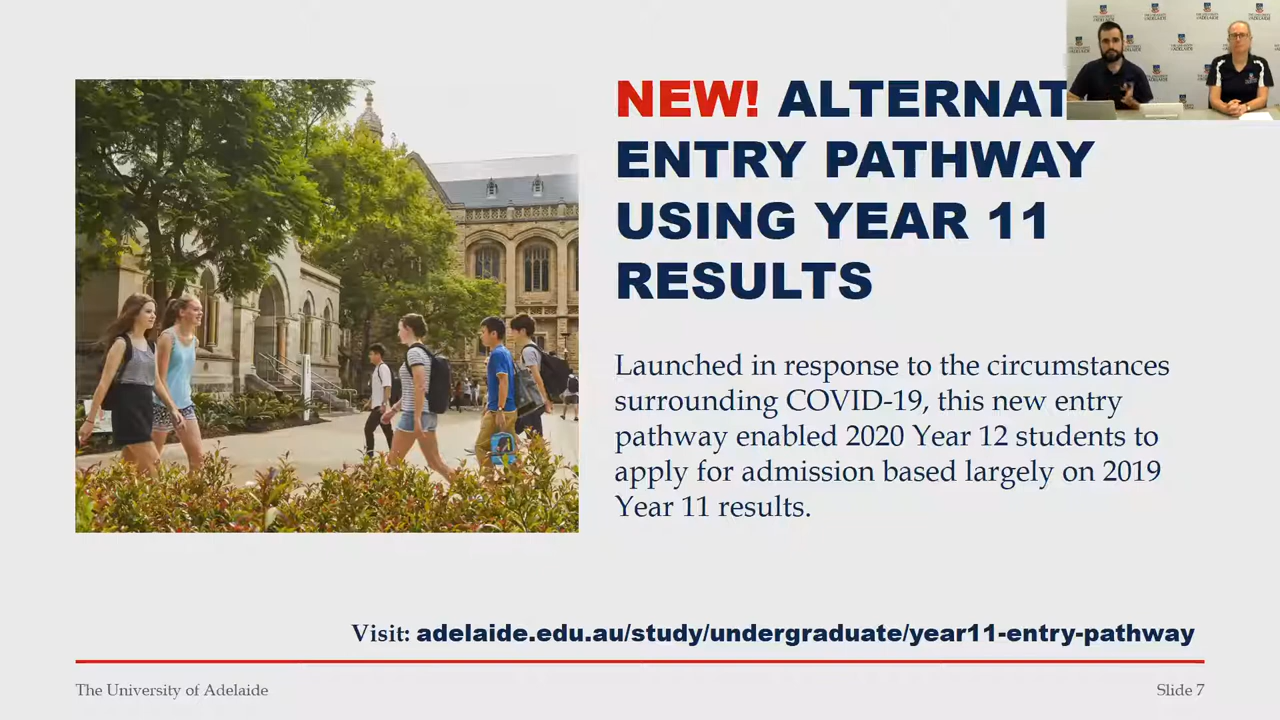 NEW! ALTERNAT
ENTRY PATHWAY
USING YEAR 11
RESULTS
Launched in response to the circumstances
surrounding COVID-19, this new entry
pathway enabled 2020 Year 12 students to
apply for admission based largely on 2019
Year 11 results.
Visit: adelaide.edu.au/study/undergraduate/year11-entry-pathway
The University of Adelaide
Slide 7